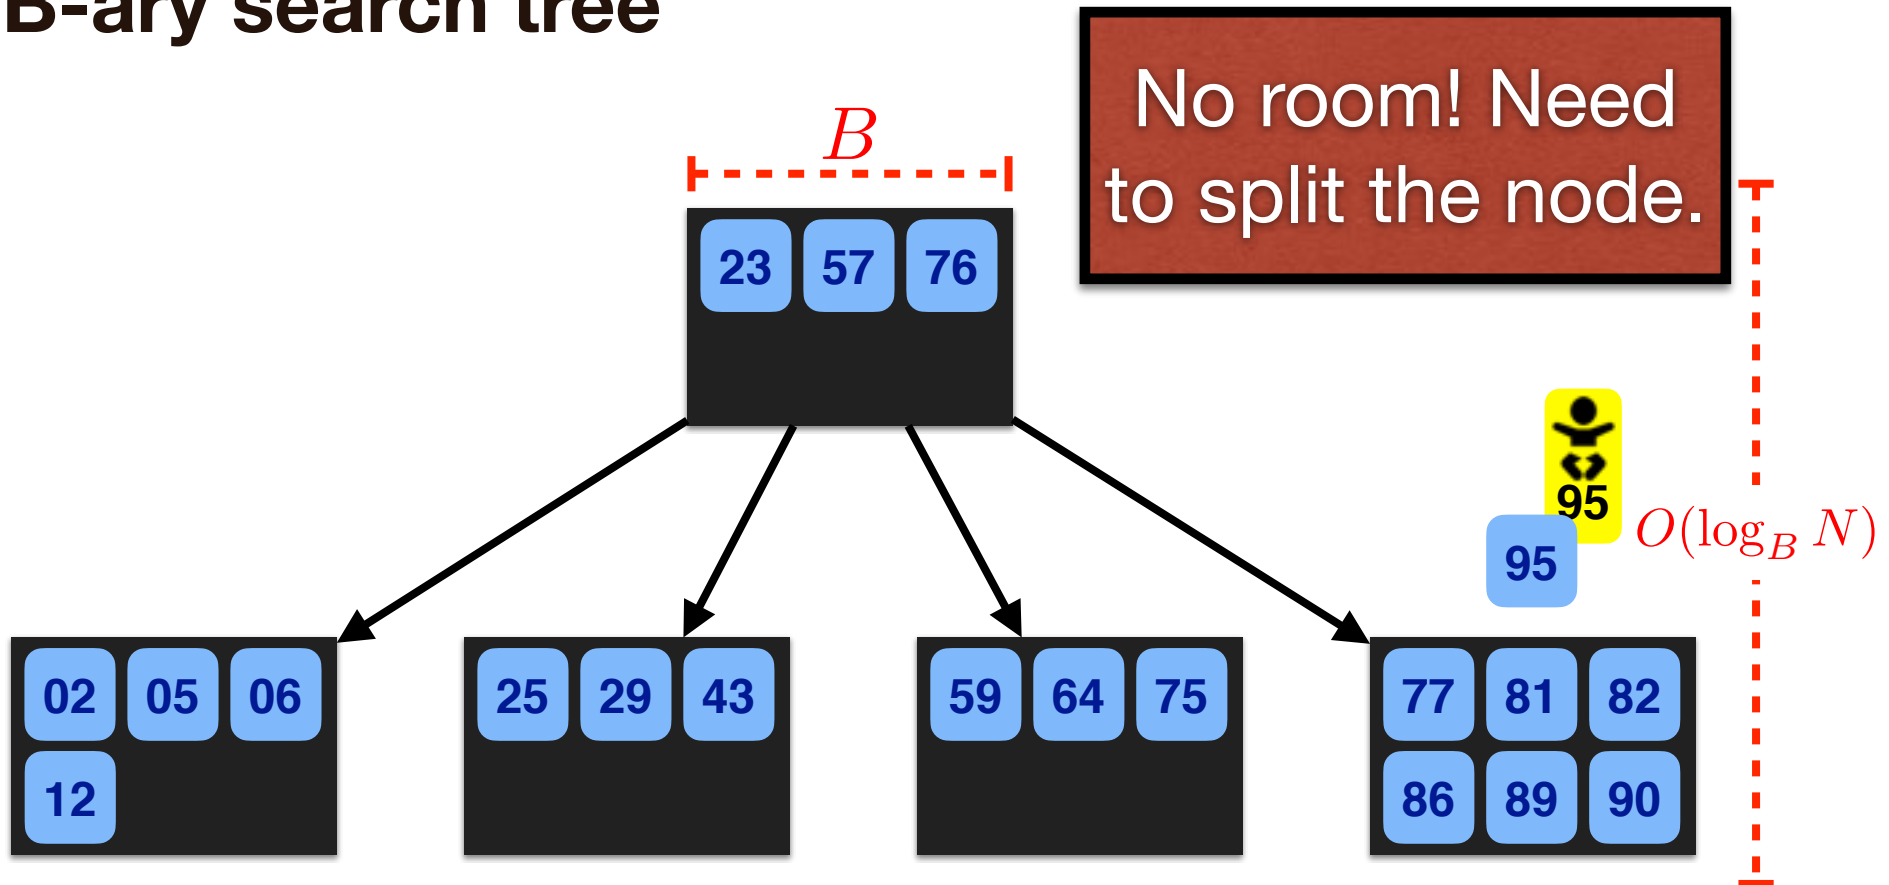 B-ary search tree
No room! Need
to split the node.
B
23 57 76
95
O(log_B N)
95
02 05 06
12
25 29 43
59 64 75
77 81 82
86 89 90